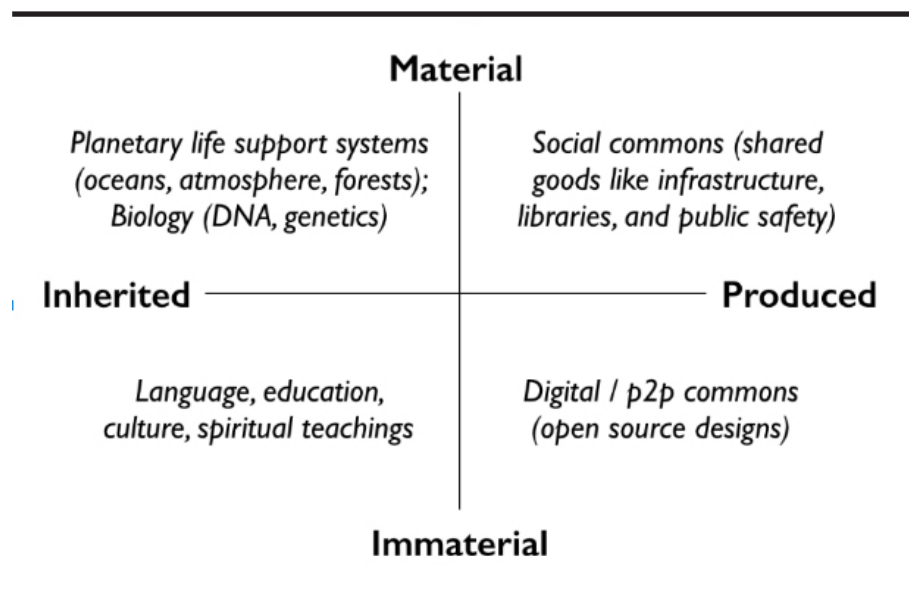 Material
Planetary life support systems
(oceans, atmosphere, forests);
Biology (DNA, genetics)
Social commons (shared
goods like infrastructure,
libraries, and public safety)
Inherited
Produced
Language, education,
culture, spiritual teachings
Digital / p2p commons
(open source designs)
Immaterial